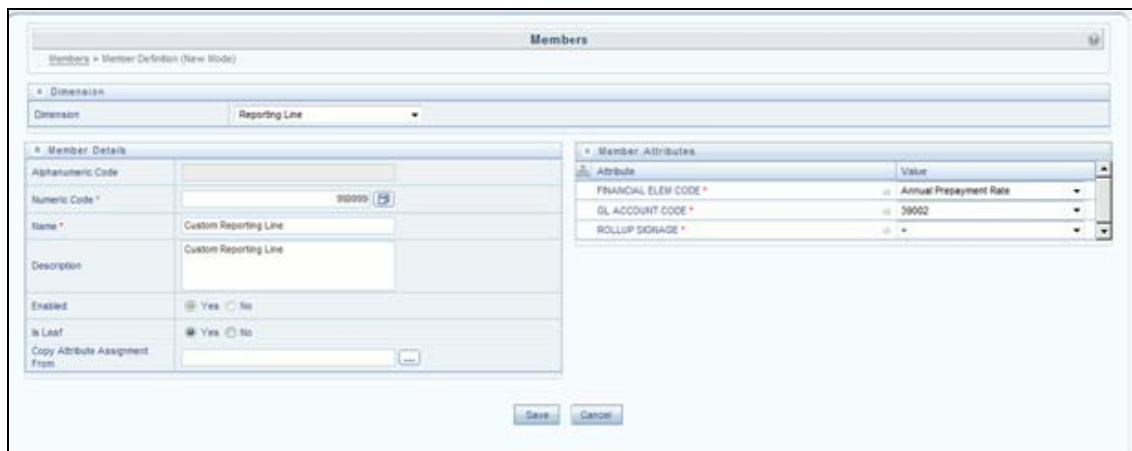 Members
Members > Member Definition (New Mode)
Dimension
Dimension Reporting Line
Member Details
Alphanumeric Code
Numeric Code * 999999
Name * Custom Reporting Line
Description Custom Reporting Line
Enabled Yes No
Is Leaf Yes No
Copy Attribute Assignment From ...
Member Attributes
Attribute Value
FINANCIAL ELEM CODE * Annual Prepayment Rate
GL ACCOUNT CODE * 39002
ROLLUP SIGNAGE * +
Save Cancel